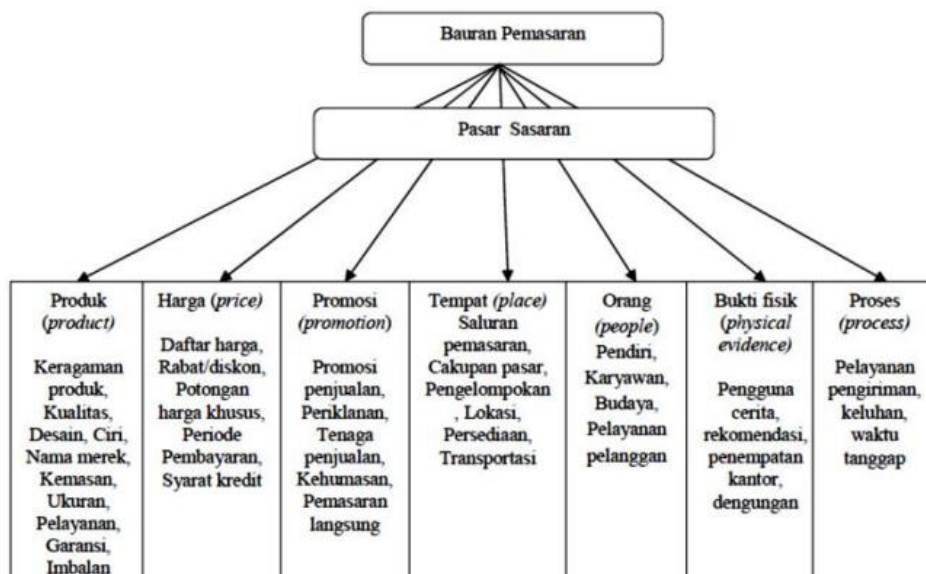 Bauran Pemasaran
Pasar Sasaran
Produk
(product)
Keragaman
produk,
Kualitas,
Desain, Ciri,
Nama merek,
Kemasan,
Ukuran,
Pelayanan,
Garansi,
Imbalan
Harga (price)
Daftar harga,
Rabat/diskon,
Potongan
harga khusus,
Periode
Pembayaran,
Syarat kredit
Promosi
(promotion)
Promosi
penjualan,
Periklanan,
Tenaga
penjualan,
Kehumasan,
Pemasaran
langsung
Tempat (place)
Saluran
pemasaran,
Cakupan pasar,
Pengelompokan
, Lokasi,
Persediaan,
Transportasi
Orang
(people)
Pendiri,
Karyawan,
Budaya,
Pelayanan
pelanggan
Bukti fisik
(physical
evidence)
Pengguna
cerita,
rekomendasi,
penempatan
kantor,
dengungan
Proses
(process)
Pelayanan
pengiriman,
keluhan,
waktu
tanggap